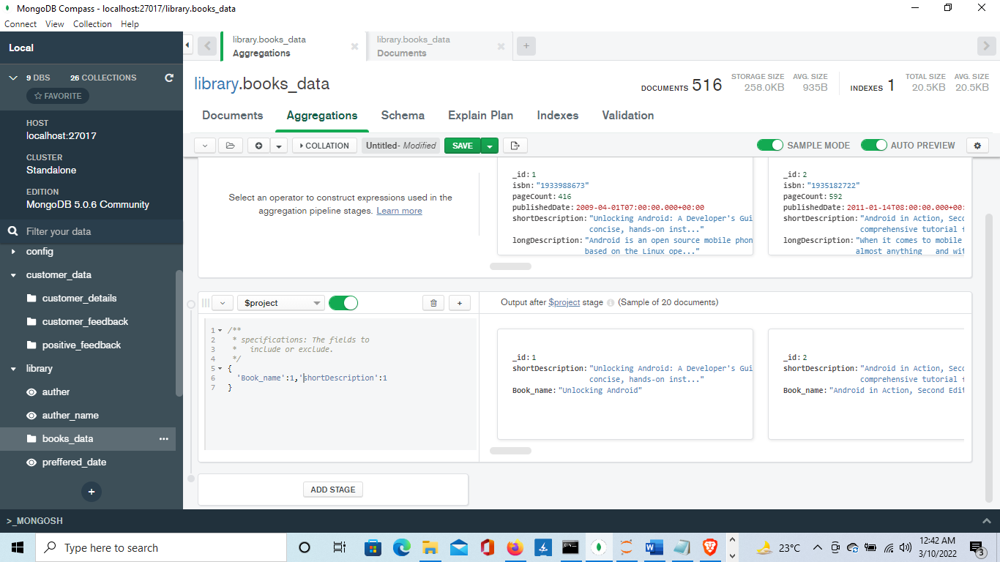 MongoDB Compass - localhost:27017/library.books_data
Connect View Collection Help
Local
9 DBS 26 COLLECTIONS
FAVORITE
HOST
localhost:27017
CLUSTER
Standalone
EDITION
MongoDB 5.0.6 Community
Filter your data
config
customer_data
customer_details
customer_feedback
positive_feedback
library
auther
auther_name
books_data
preffered_date
library.books_data
Aggregations
library.books_data
Documents
library.books_data
DOCUMENTS 516
STORAGE SIZE
258.0KB
AVG. SIZE
935B
INDEXES 1
TOTAL SIZE
20.5KB
AVG. SIZE
20.5KB
Documents Aggregations Schema Explain Plan Indexes Validation
COLLATION Untitled- Modified SAVE SAMPLE MODE AUTO PREVIEW
Select an operator to construct expressions used in the
aggregation pipeline stages. Learn more
_id: 1
isbn: "1933988673"
pageCount: 416
publishedDate: 2009-04-01T07:00:00.000+00:00
shortDescription: "Unlocking Android: A Developer's Gui
concise, hands-on inst..."
longDescription: "Android is an open source mobile phon
based on the Linux ope..."
_id: 2
isbn: "1935182722"
pageCount: 592
publishedDate: 2011-01-14T08:00:00.000+00:
shortDescription: "Android in Action, Seco
comprehensive tutorial f
longDescription: "When it comes to mobile
almost anything and wit
$project
Output after $project stage (Sample of 20 documents)
1 /**
2 * specifications: The fields to
3 * include or exclude.
4 */
5 {
6 'Book_name':1,'shortDescription':1
7 }
_id: 1
shortDescription: "Unlocking Android: A Developer's Gui
concise, hands-on inst..."
Book_name: "Unlocking Android"
_id: 2
shortDescription: "Android in Action, Seco
comprehensive tutorial f
Book_name: "Android in Action, Second Edit
ADD STAGE
>_MONGOSH
Type here to search
23°C
12:42 AM
3/10/2022
3